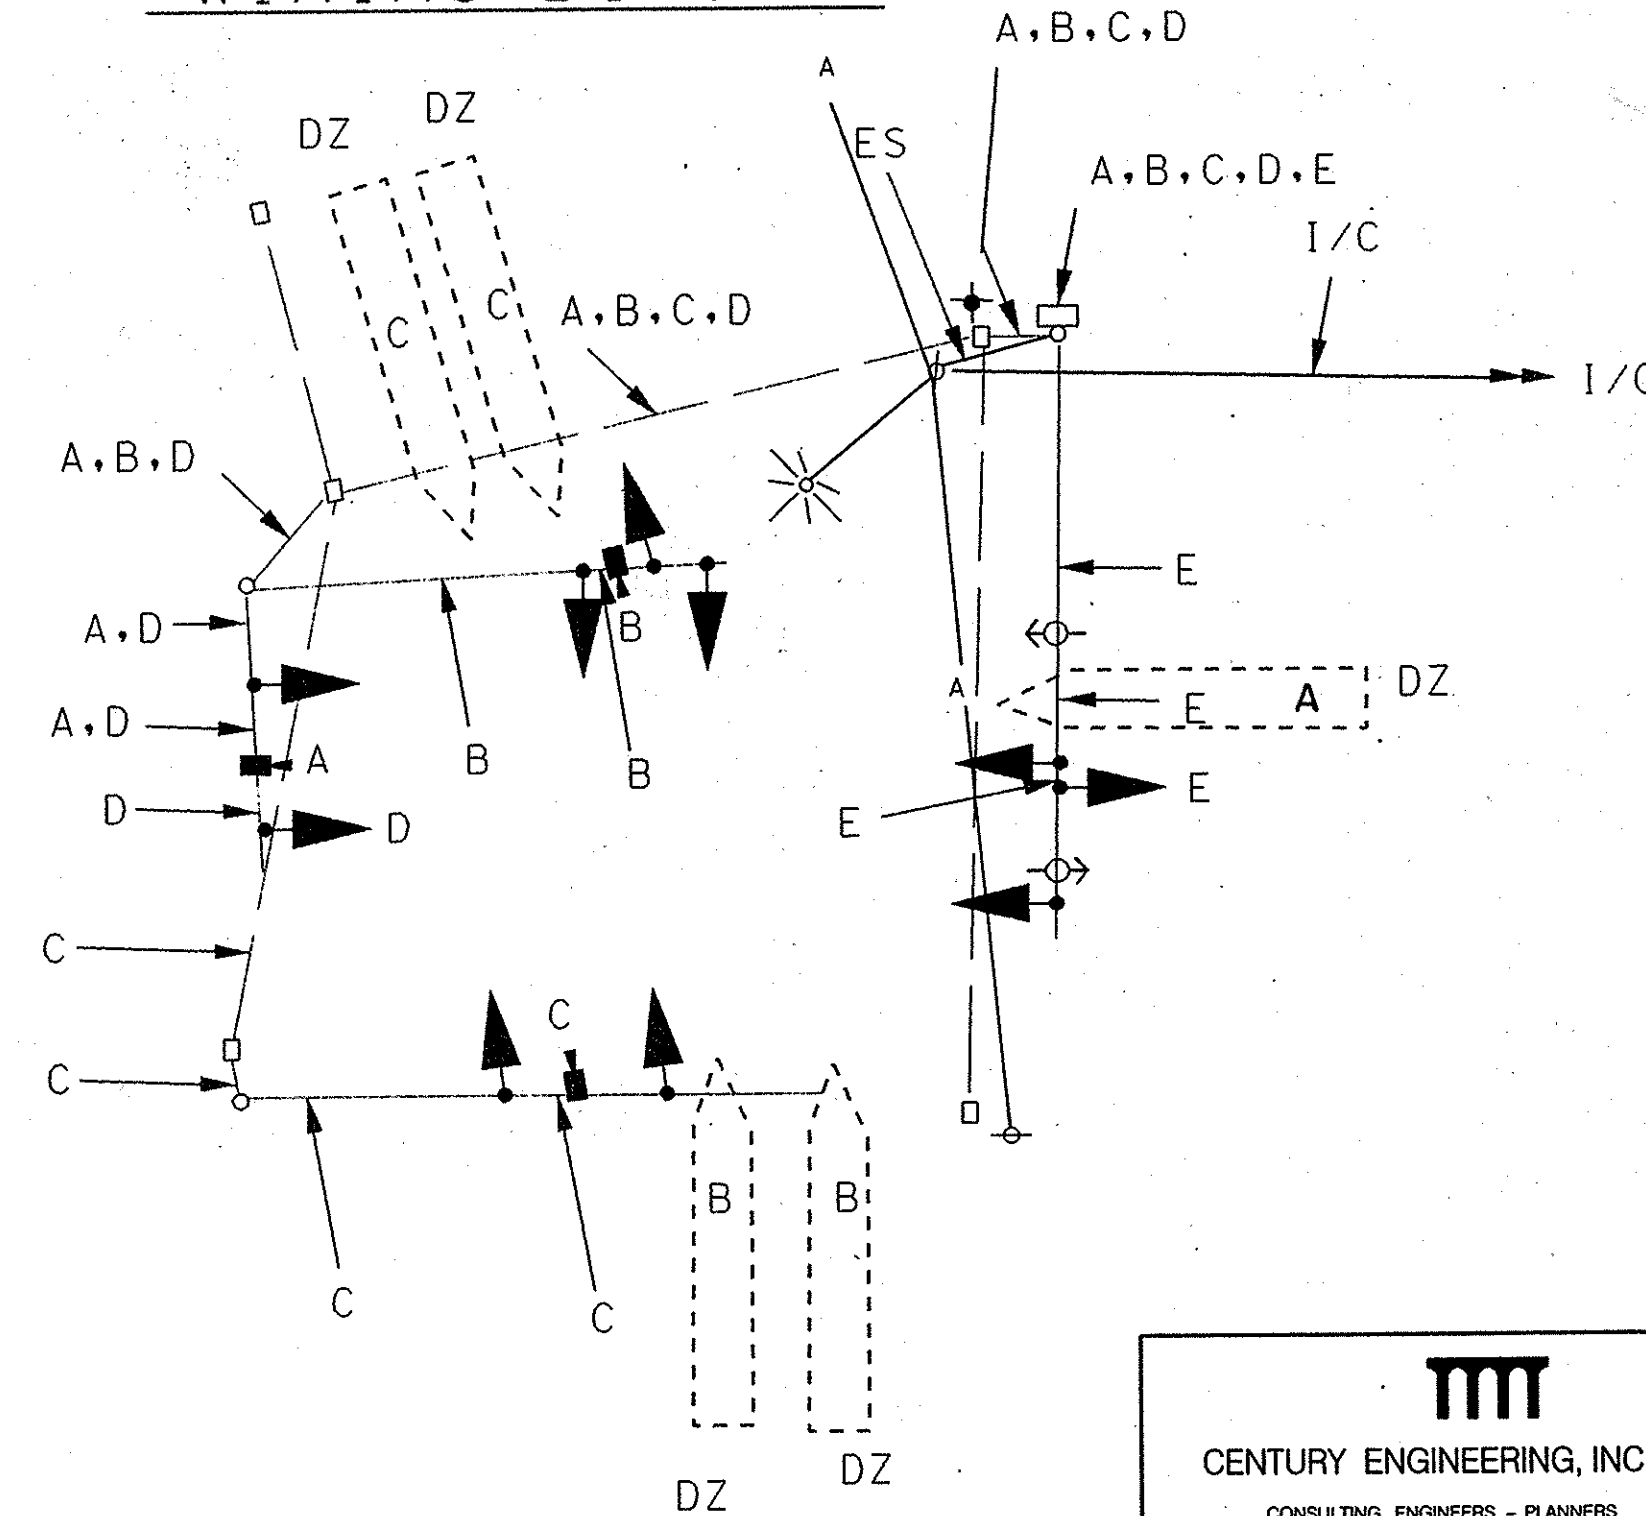 A,B,C,D
A
DZ
DZ
ES
A,B,C,D,E
I/C
C
C
A,B,C,D
I/C
A,B,D
E
A,D
B
A
E
A
DZ
A,D
A
B
B
E
D
D
E
C
C
C
B
B
C
C
DZ
DZ
CENTURY ENGINEERING, INC
CONSULTING ENGINEERS - PLANNERS